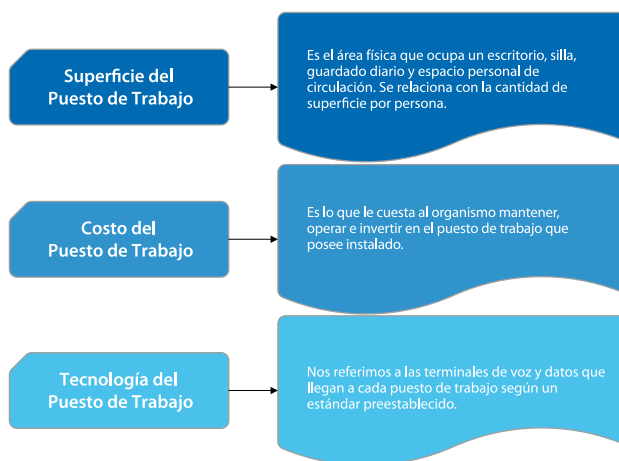 Superficie del
Puesto de Trabajo
Es el área física que ocupa un escritorio, silla,
guardado diario y espacio personal de
circulación. Se relaciona con la cantidad de
superficie por persona.
Costo del
Puesto de Trabajo
Es lo que le cuesta al organismo mantener,
operar e invertir en el puesto de trabajo que
posee instalado.
Tecnología del
Puesto de Trabajo
Nos referimos a las terminales de voz y datos que
llegan a cada puesto de trabajo según un
estándar preestablecido.